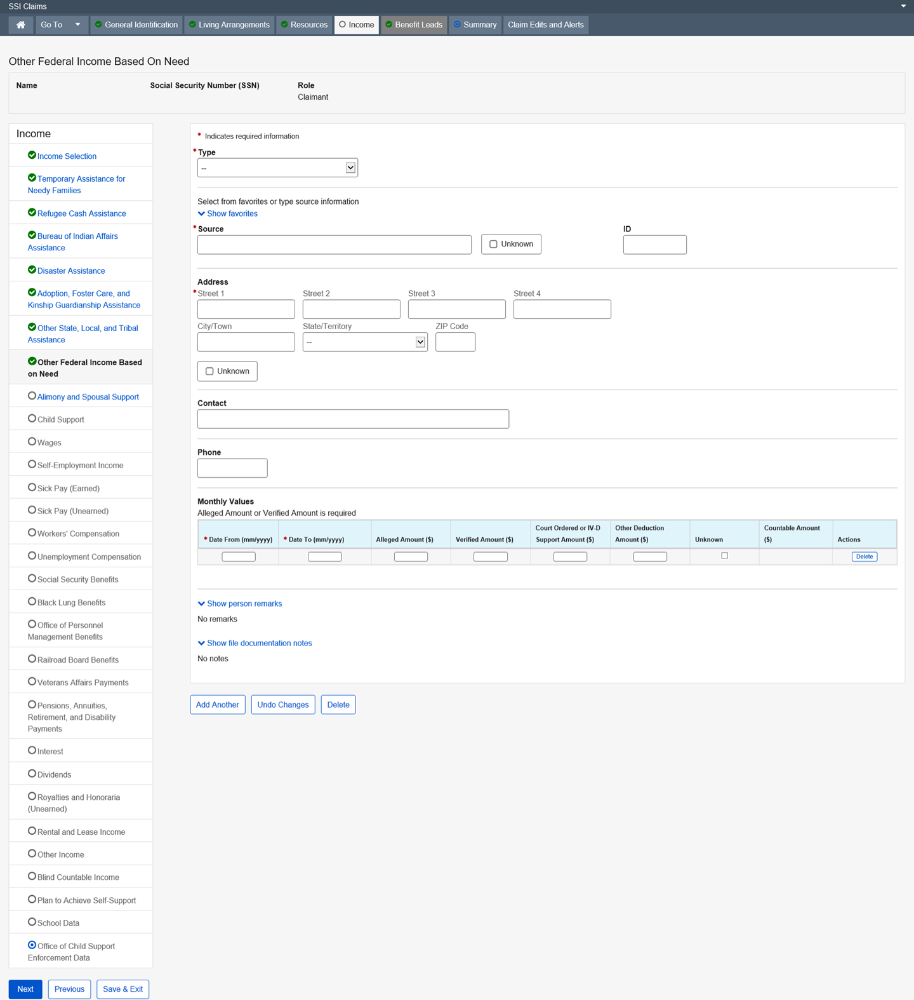 SSI Claims
Go To General Identification Living Arrangements Resources Income Benefit Leads Summary Claim Edits and Alerts
Other Federal Income Based On Need
Name Social Security Number (SSN) Role
Claimant
Income
Income Selection
Temporary Assistance for
Needy Families
Refugee Cash Assistance
Bureau of Indian Affairs
Assistance
Disaster Assistance
Adoption, Foster Care, and
Kinship Guardianship Assistance
Other State, Local, and Tribal
Assistance
Other Federal Income Based
on Need
Alimony and Spousal Support
Child Support
Wages
Self-Employment Income
Sick Pay (Earned)
Sick Pay (Unearned)
Workers' Compensation
Unemployment Compensation
Social Security Benefits
Black Lung Benefits
Office of Personnel
Management Benefits
Railroad Board Benefits
Veterans Affairs Payments
Pensions, Annuities,
Retirement, and Disability
Payments
Interest
Dividends
Royalties and Honoraria
(Unearned)
Rental and Lease Income
Other Income
Blind Countable Income
Plan to Achieve Self-Support
School Data
Office of Child Support
Enforcement Data
* Indicates required information
* Type
--
Select from favorites or type source information
Show favorites
* Source ID
Unknown
Address
* Street 1 Street 2 Street 3 Street 4
City/Town State/Territory ZIP Code
--
Unknown
Contact
Phone
Monthly Values
Alleged Amount or Verified Amount is required
* Date From (mm/yyyy) * Date To (mm/yyyy) Alleged Amount ($) Verified Amount ($) Court Ordered or IV-D Support Amount ($) Other Deduction Amount ($) Unknown Countable Amount ($) Actions
Delete
Show person remarks
No remarks
Show file documentation notes
No notes
Add Another Undo Changes Delete
Next Previous Save & Exit